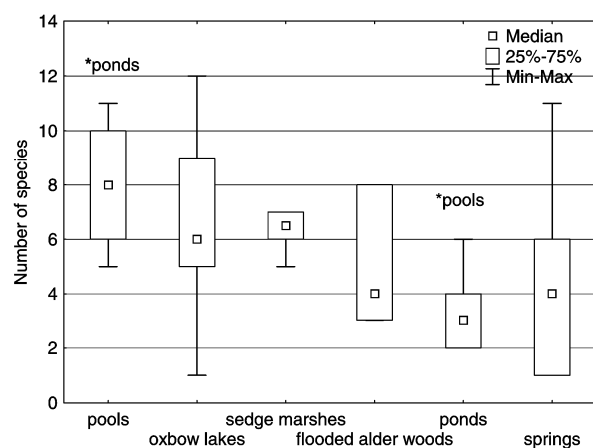 14
12
10
8
6
4
2
0
Number of species
*ponds
Median
25%-75%
Min-Max
*pools
pools
oxbow lakes
sedge marshes
flooded alder woods
ponds
springs